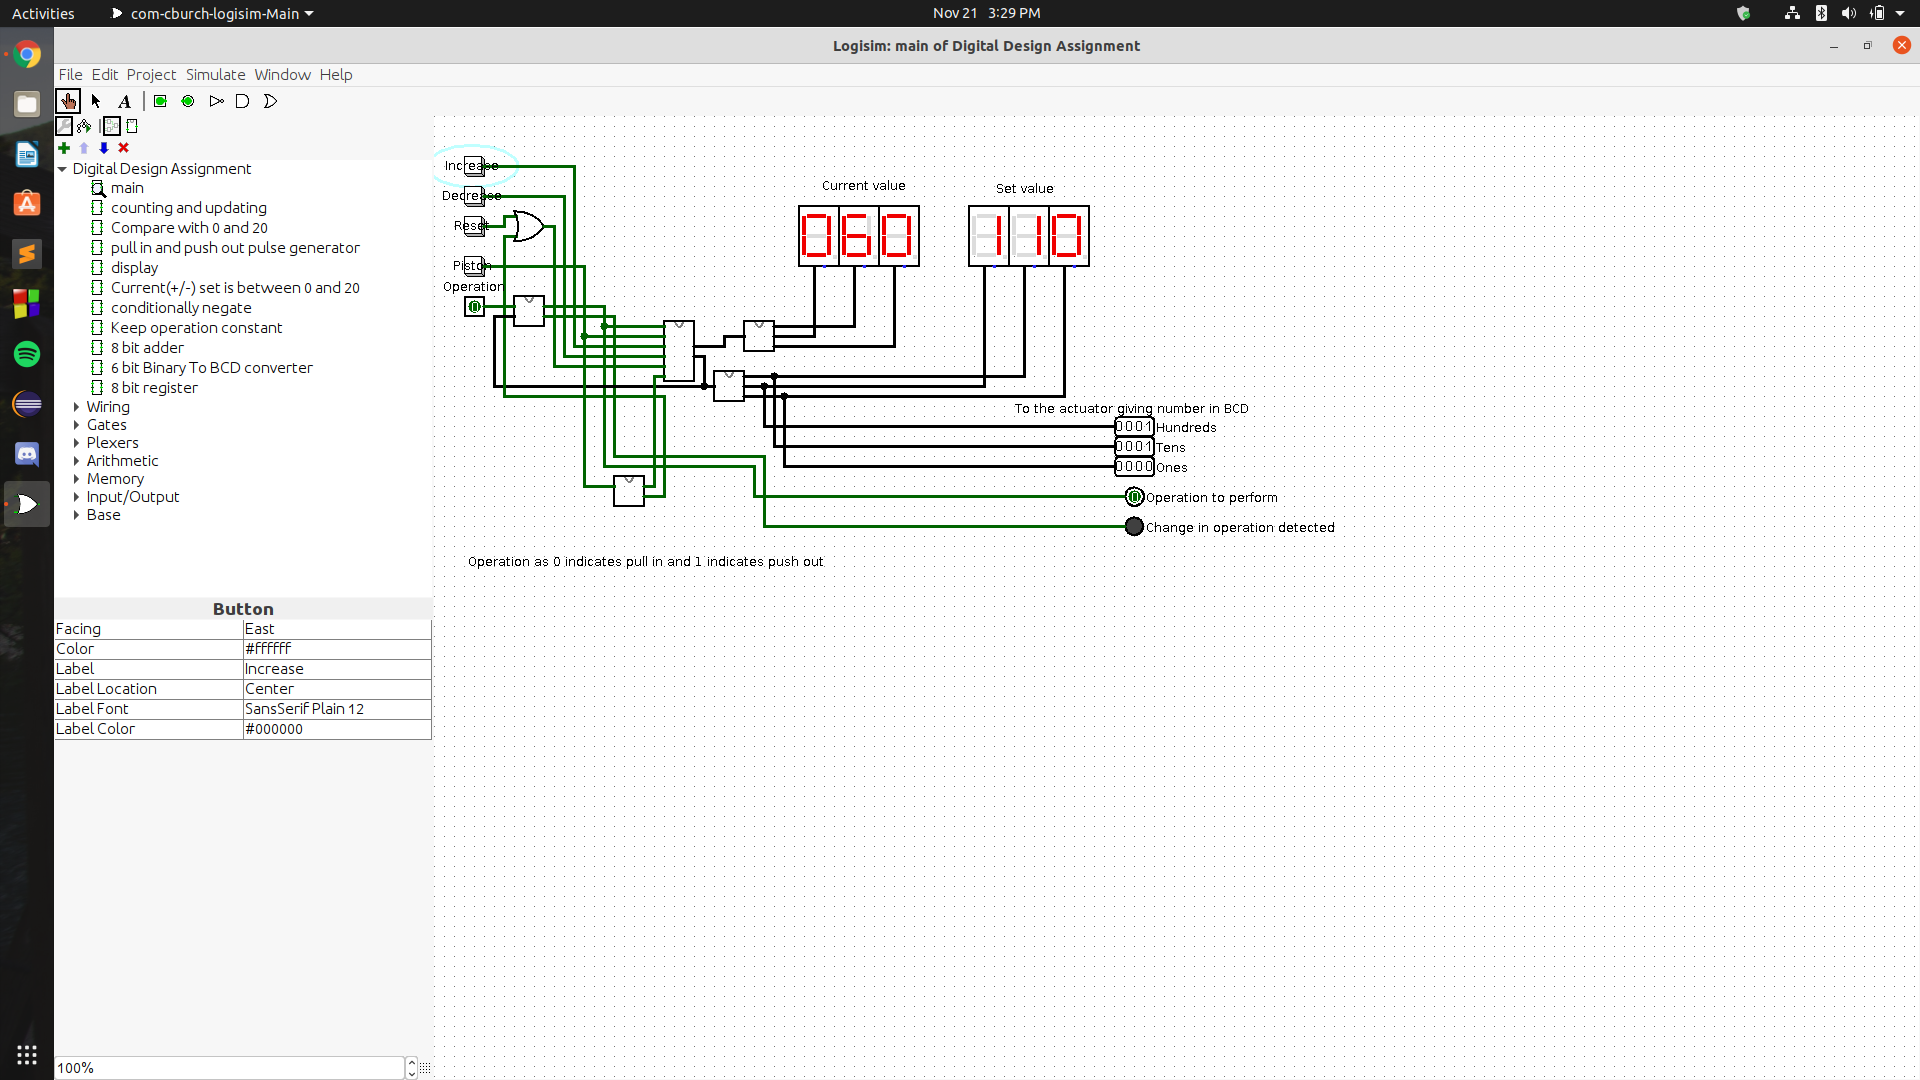 Activities
com-cburch-logisim-Main
Nov 21 3:29 PM
Logisim: main of Digital Design Assignment
File Edit Project Simulate Window Help
A
Digital Design Assignment
main
counting and updating
Compare with 0 and 20
pull in and push out pulse generator
display
Current(+/-) set is between 0 and 20
conditionally negate
Keep operation constant
8 bit adder
6 bit Binary To BCD converter
8 bit register
Wiring
Gates
Plexers
Arithmetic
Memory
Input/Output
Base
Button
Facing East
Color #ffffff
Label Increase
Label Location Center
Label Font SansSerif Plain 12
Label Color #000000
100%
Increase
Decrease
Reset
Piston
Operation
0
Current value
060
Set value
110
To the actuator giving number in BCD
0001 Hundreds
0001 Tens
0000 Ones
0 Operation to perform
Change in operation detected
Operation as 0 indicates pull in and 1 indicates push out